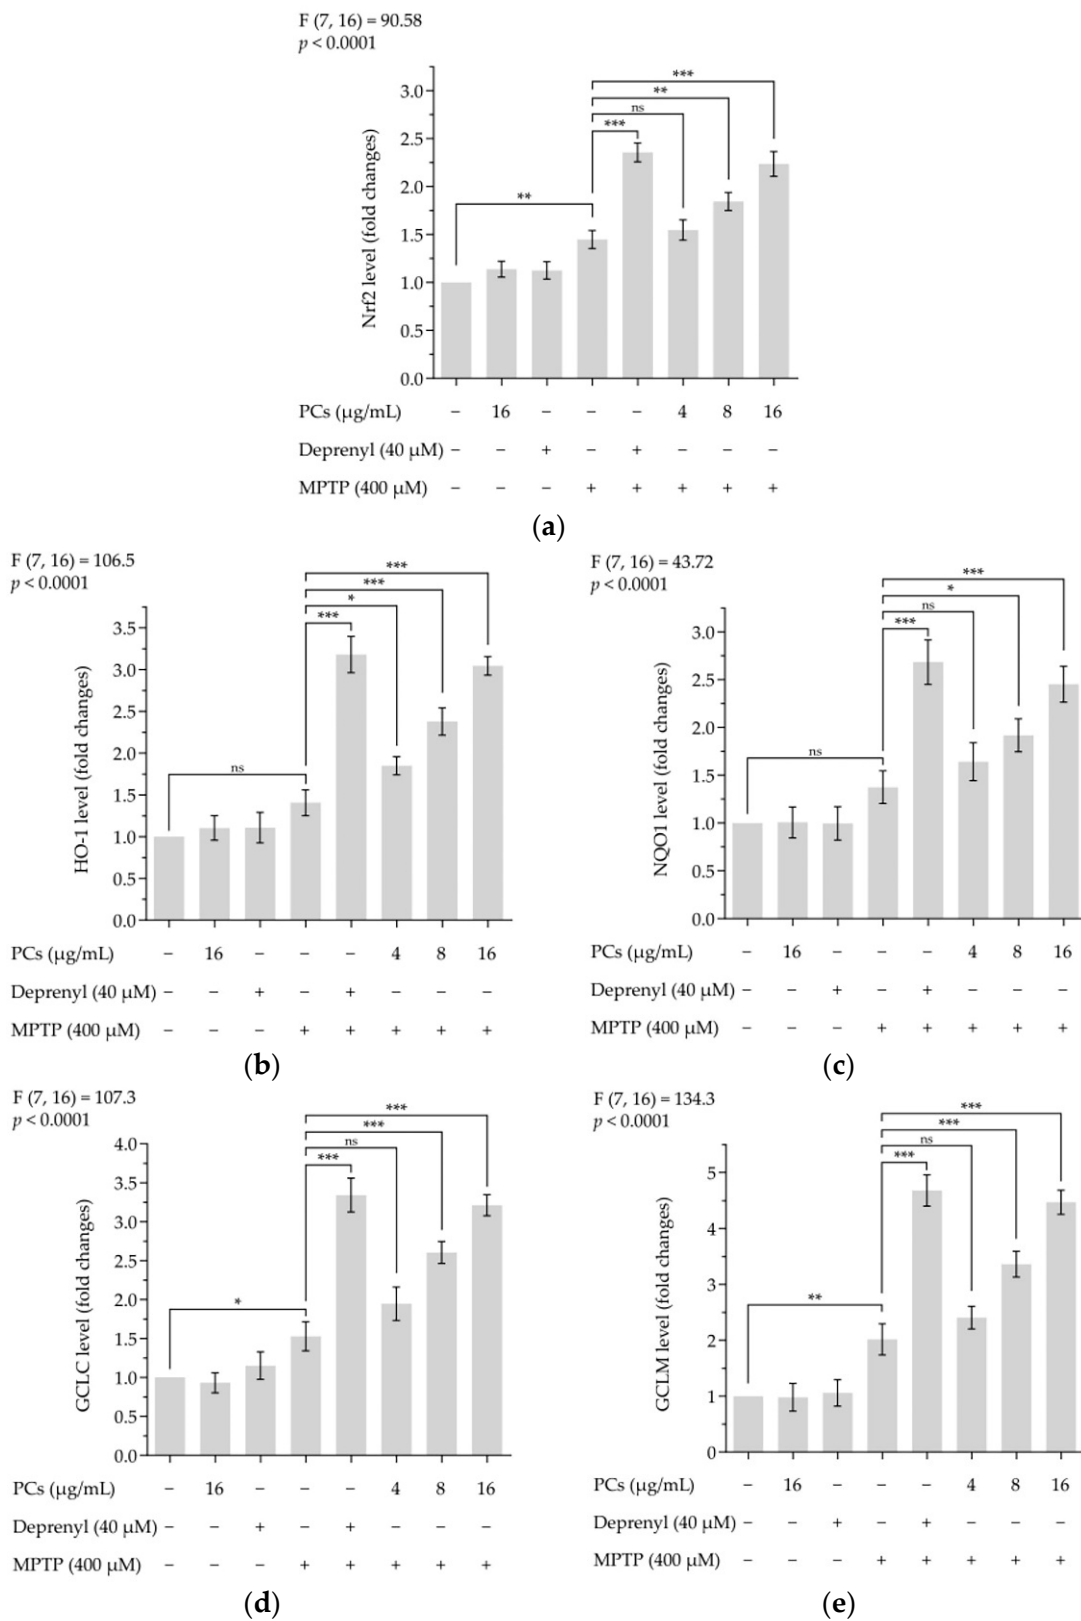 F (7, 16) = 90.58
p < 0.0001
***
**
ns
***
**
Nrf2 level (fold changes)
3.0
2.5
2.0
1.5
1.0
0.5
0.0
PCs (μg/mL) – 16 – – – 4 8 16
Deprenyl (40 μM) – – + – + – – –
MPTP (400 μM) – – – + + + + +
(a)
F (7, 16) = 106.5
p < 0.0001
***
***
*
***
ns
HO-1 level (fold changes)
3.5
3.0
2.5
2.0
1.5
1.0
0.5
0.0
PCs (μg/mL) – 16 – – – 4 8 16
Deprenyl (40 μM) – – + – + – – –
MPTP (400 μM) – – – + + + + +
(b)
F (7, 16) = 43.72
p < 0.0001
***
*
ns
***
ns
NQO1 level (fold changes)
3.0
2.5
2.0
1.5
1.0
0.5
0.0
PCs (μg/mL) – 16 – – – 4 8 16
Deprenyl (40 μM) – – + – + – – –
MPTP (400 μM) – – – + + + + +
(c)
F (7, 16) = 107.3
p < 0.0001
***
***
ns
***
*
GCLC level (fold changes)
4.0
3.5
3.0
2.5
2.0
1.5
1.0
0.5
0.0
PCs (μg/mL) – 16 – – – 4 8 16
Deprenyl (40 μM) – – + – + – – –
MPTP (400 μM) – – – + + + + +
(d)
F (7, 16) = 134.3
p < 0.0001
***
***
ns
***
**
GCLM level (fold changes)
5
4
3
2
1
0
PCs (μg/mL) – 16 – – – 4 8 16
Deprenyl (40 μM) – – + – + – – –
MPTP (400 μM) – – – + + + + +
(e)